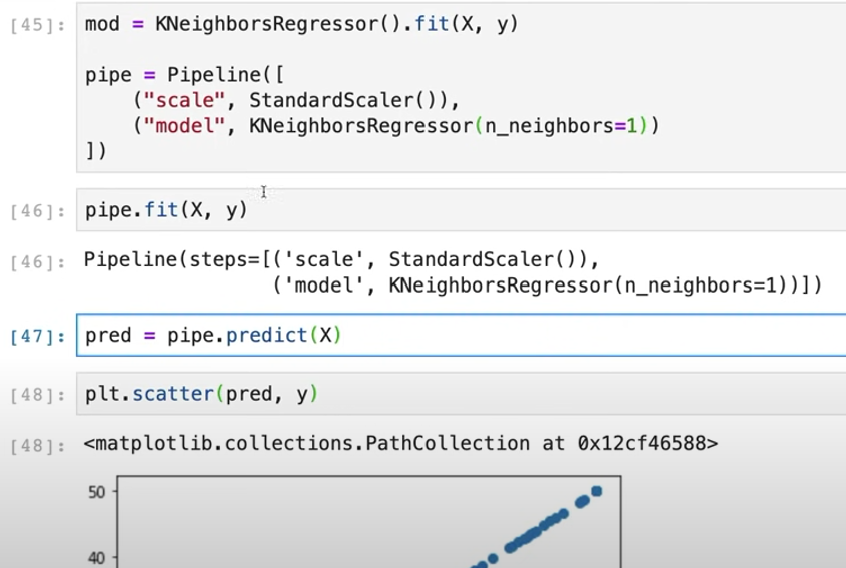 [45]: mod = KNeighborsRegressor().fit(X, y)
pipe = Pipeline([
("scale", StandardScaler()),
("model", KNeighborsRegressor(n_neighbors=1))
])
[46]: pipe.fit(X, y)
[46]: Pipeline(steps=[('scale', StandardScaler()),
('model', KNeighborsRegressor(n_neighbors=1))])
[47]: pred = pipe.predict(X)
[48]: plt.scatter(pred, y)
[48]: <matplotlib.collections.PathCollection at 0x12cf46588>
50
40